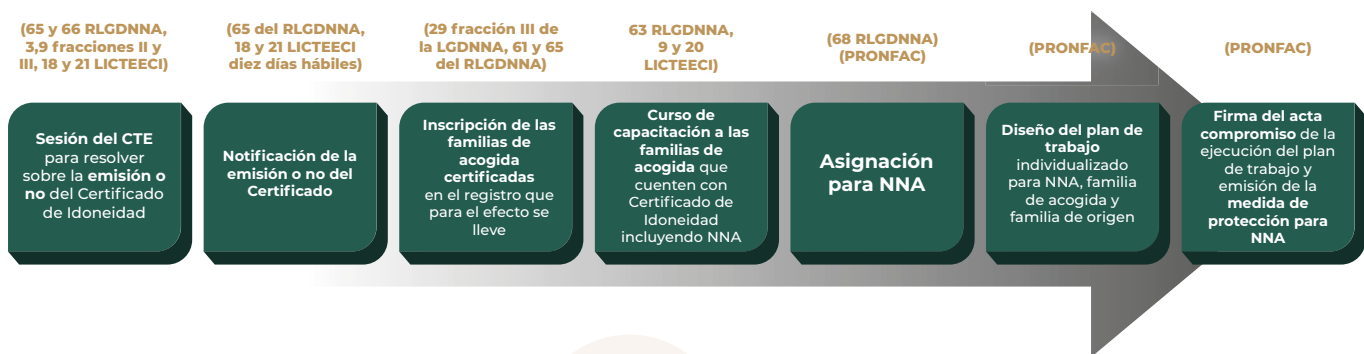 (65 y 66 RLGDNNA,
3,9 fracciones II y
III, 18 y 21 LICTEECI)
(65 del RLGDNNA,
18 y 21 LICTEECI
diez días hábiles)
(29 fracción III de
la LGDNNA, 61 y 65
del RLGDNNA)
63 RLGDNNA,
9 y 20
LICTEECI)
(68 RLGDNNA)
(PRONFAC)
(PRONFAC)
(PRONFAC)
Sesión del CTE
para resolver
sobre la emisión o
no del Certificado
de Idoneidad
Notificación de la
emisión o no del
Certificado
Inscripción de las
familias de
acogida
certificadas
en el registro que
para el efecto se
lleve
Curso de
capacitación a las
familias de
acogida que
cuenten con
Certificado de
Idoneidad
incluyendo NNA
Asignación
para NNA
Diseño del plan de
trabajo
individualizado
para NNA, familia
de acogida y
familia de origen
Firma del acta
compromiso de la
ejecución del plan
de trabajo y
emisión de la
medida de
protección para
NNA